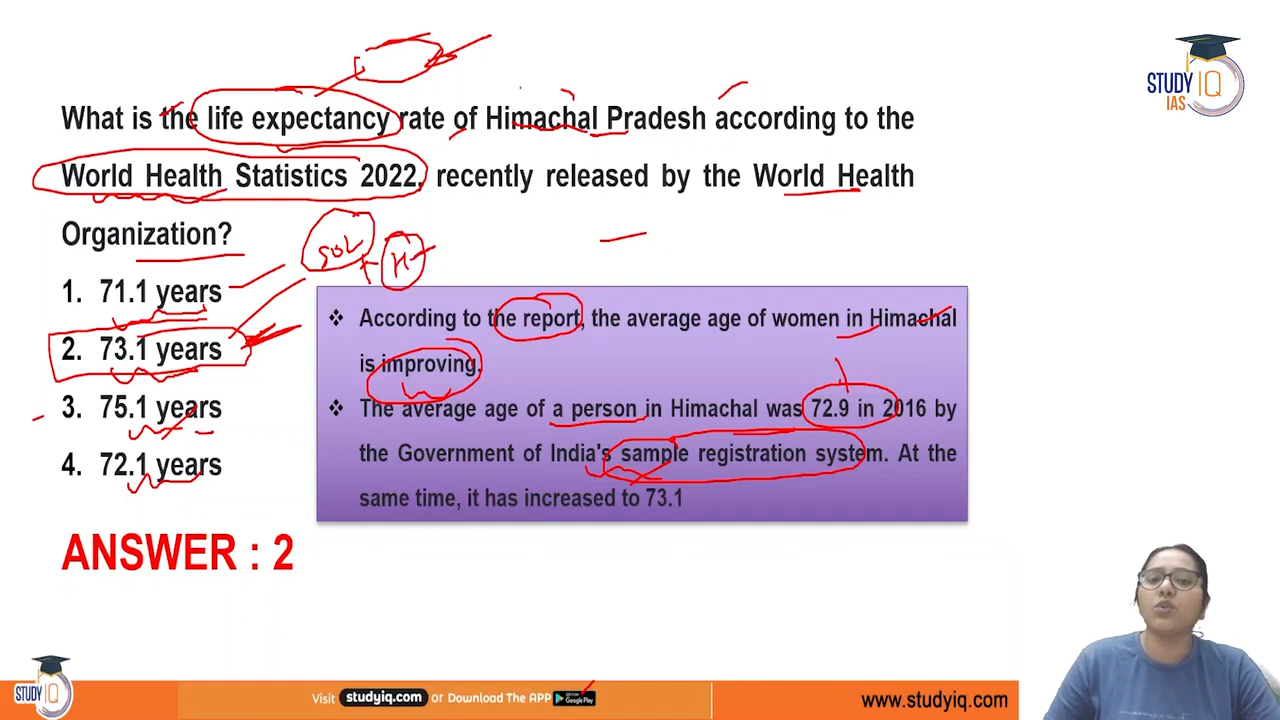 STUDY IQ
IAS
What is the life expectancy rate of Himachal Pradesh according to the
World Health Statistics 2022, recently released by the World Health
Organization?
SOL
H
1. 71.1 years
2. 73.1 years
3. 75.1 years
4. 72.1 years
❖ According to the report, the average age of women in Himachal
is improving.
❖ The average age of a person in Himachal was 72.9 in 2016 by
the Government of India's sample registration system. At the
same time, it has increased to 73.1
ANSWER : 2
STUDY IQ
Visit studyiq.com or Download The APP Google Play
www.studyiq.com